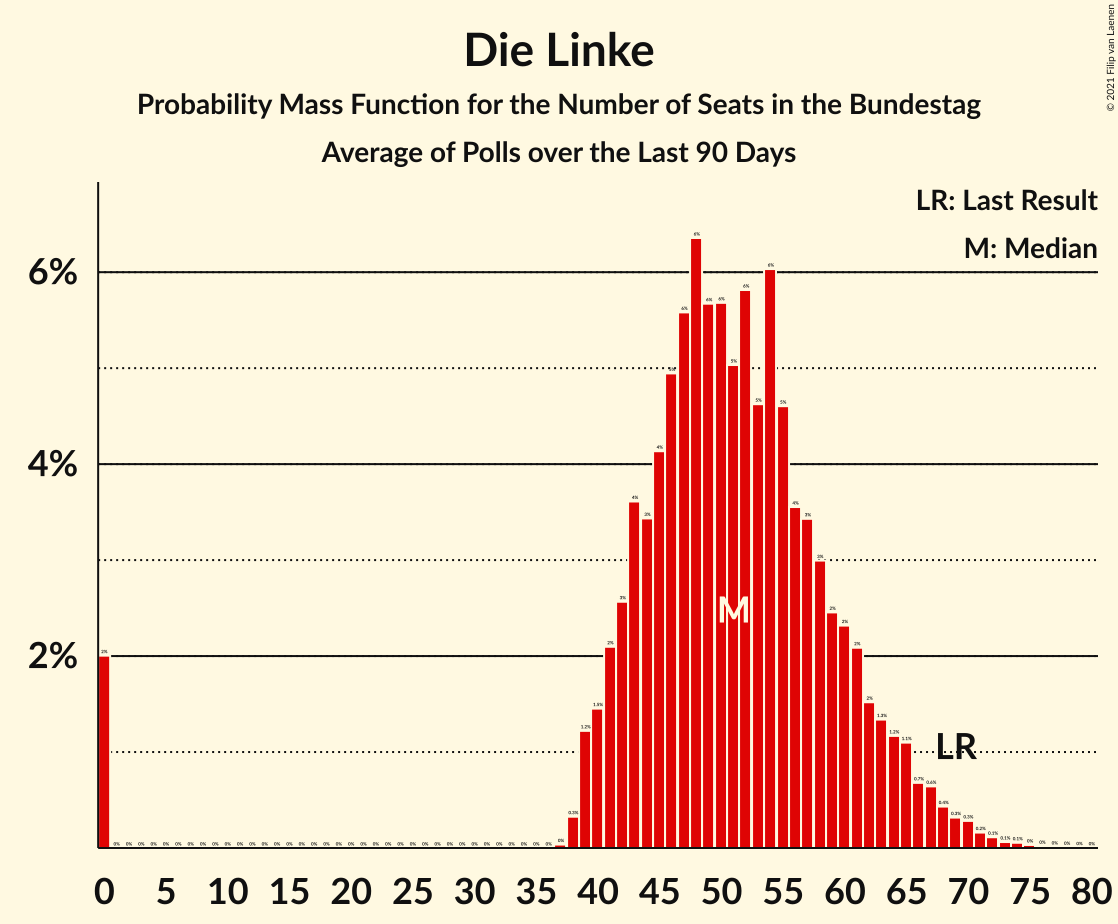 Die Linke
Probability Mass Function for the Number of Seats in the Bundestag
Average of Polls over the Last 90 Days
© 2021 Filip van Laenen
LR: Last Result
M: Median
6%
4%
2%
M
LR
0 5 10 15 20 25 30 35 40 45 50 55 60 65 70 75 80